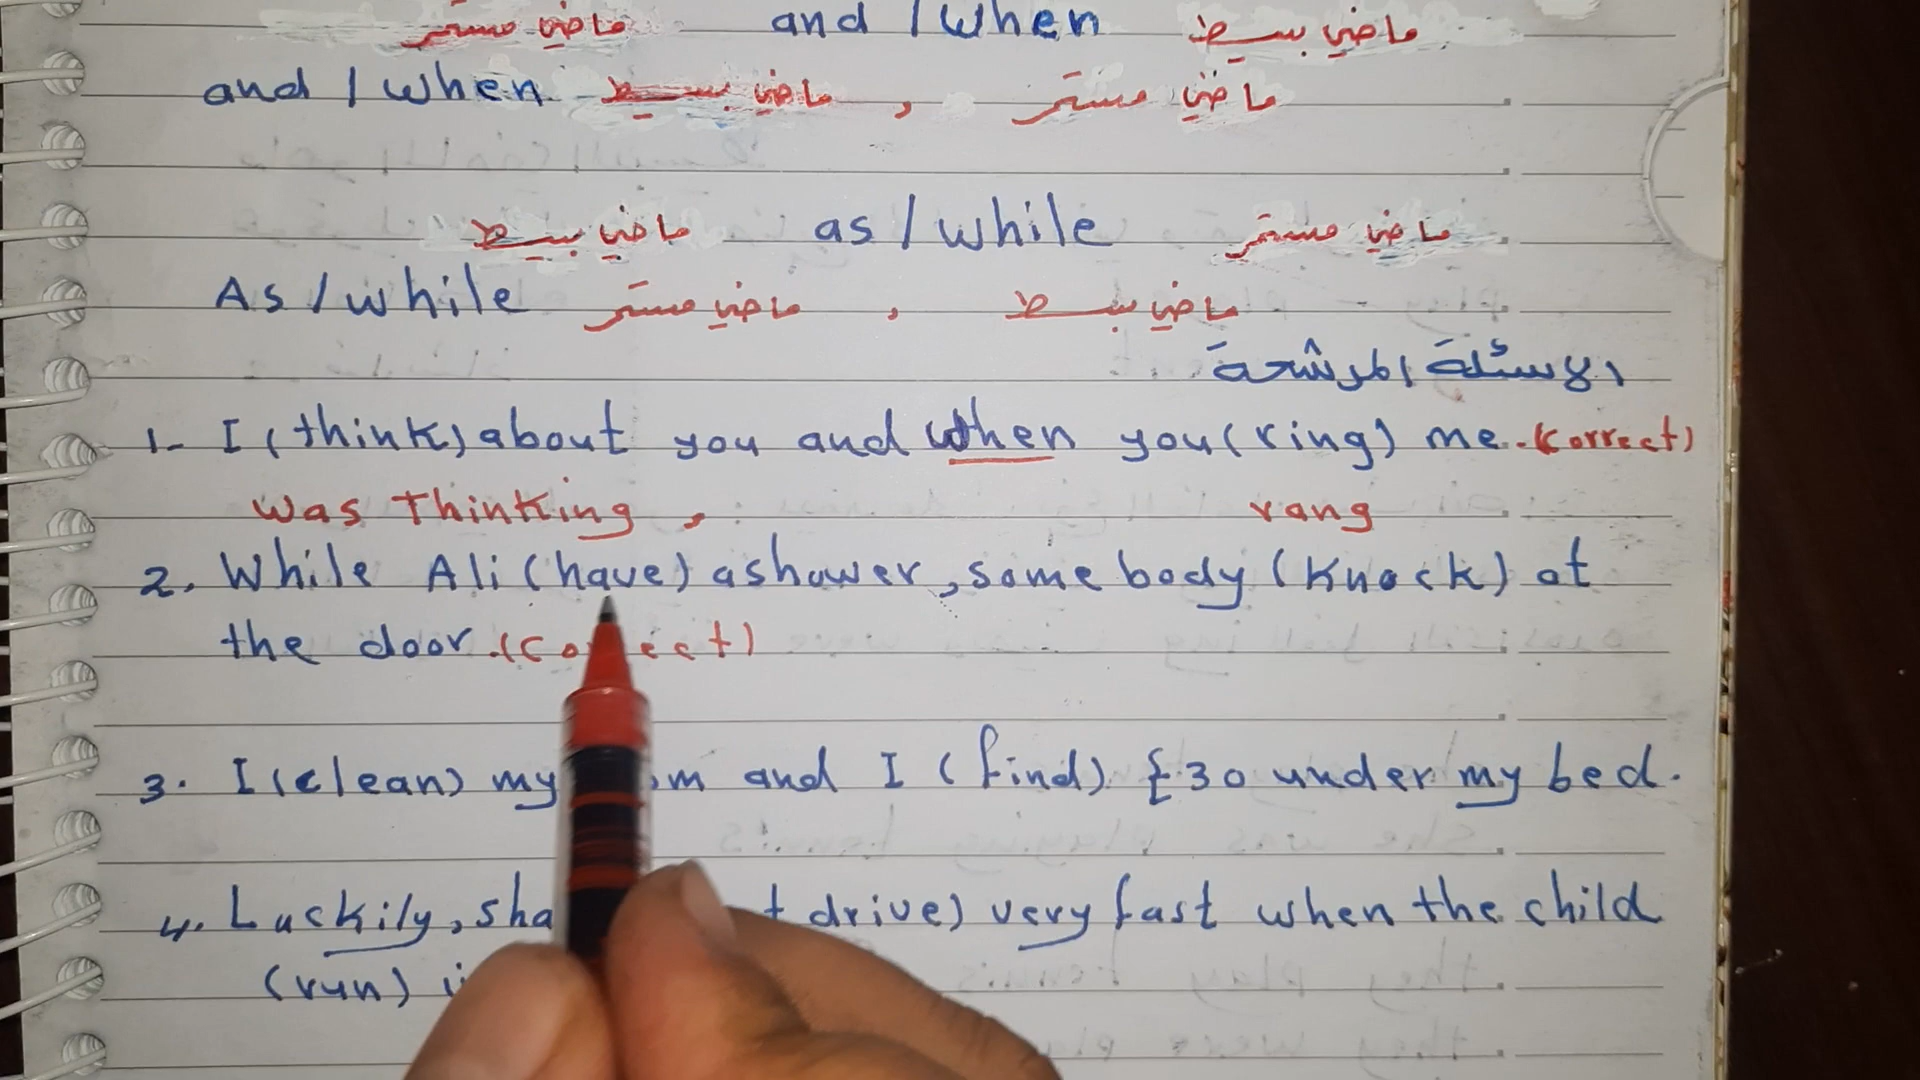 ماضي مستمر and / when ماضي بسيط
and / when ماضي بسيط , ماضي مستمر
ماضي بسيط as / while ماضي مستمر
As / while ماضي مستمر , ماضي بسيط
الاسئلة المرشحة
1- I (think) about you and when you (ring) me. (correct)
was Thinking , rang
2. While Ali (have) a shower, some body (knock) at
the door. (Correct)
3. I (clean) my and I (find) £30 under my bed.
4. Luckily, drive) very fast when the child
(run)